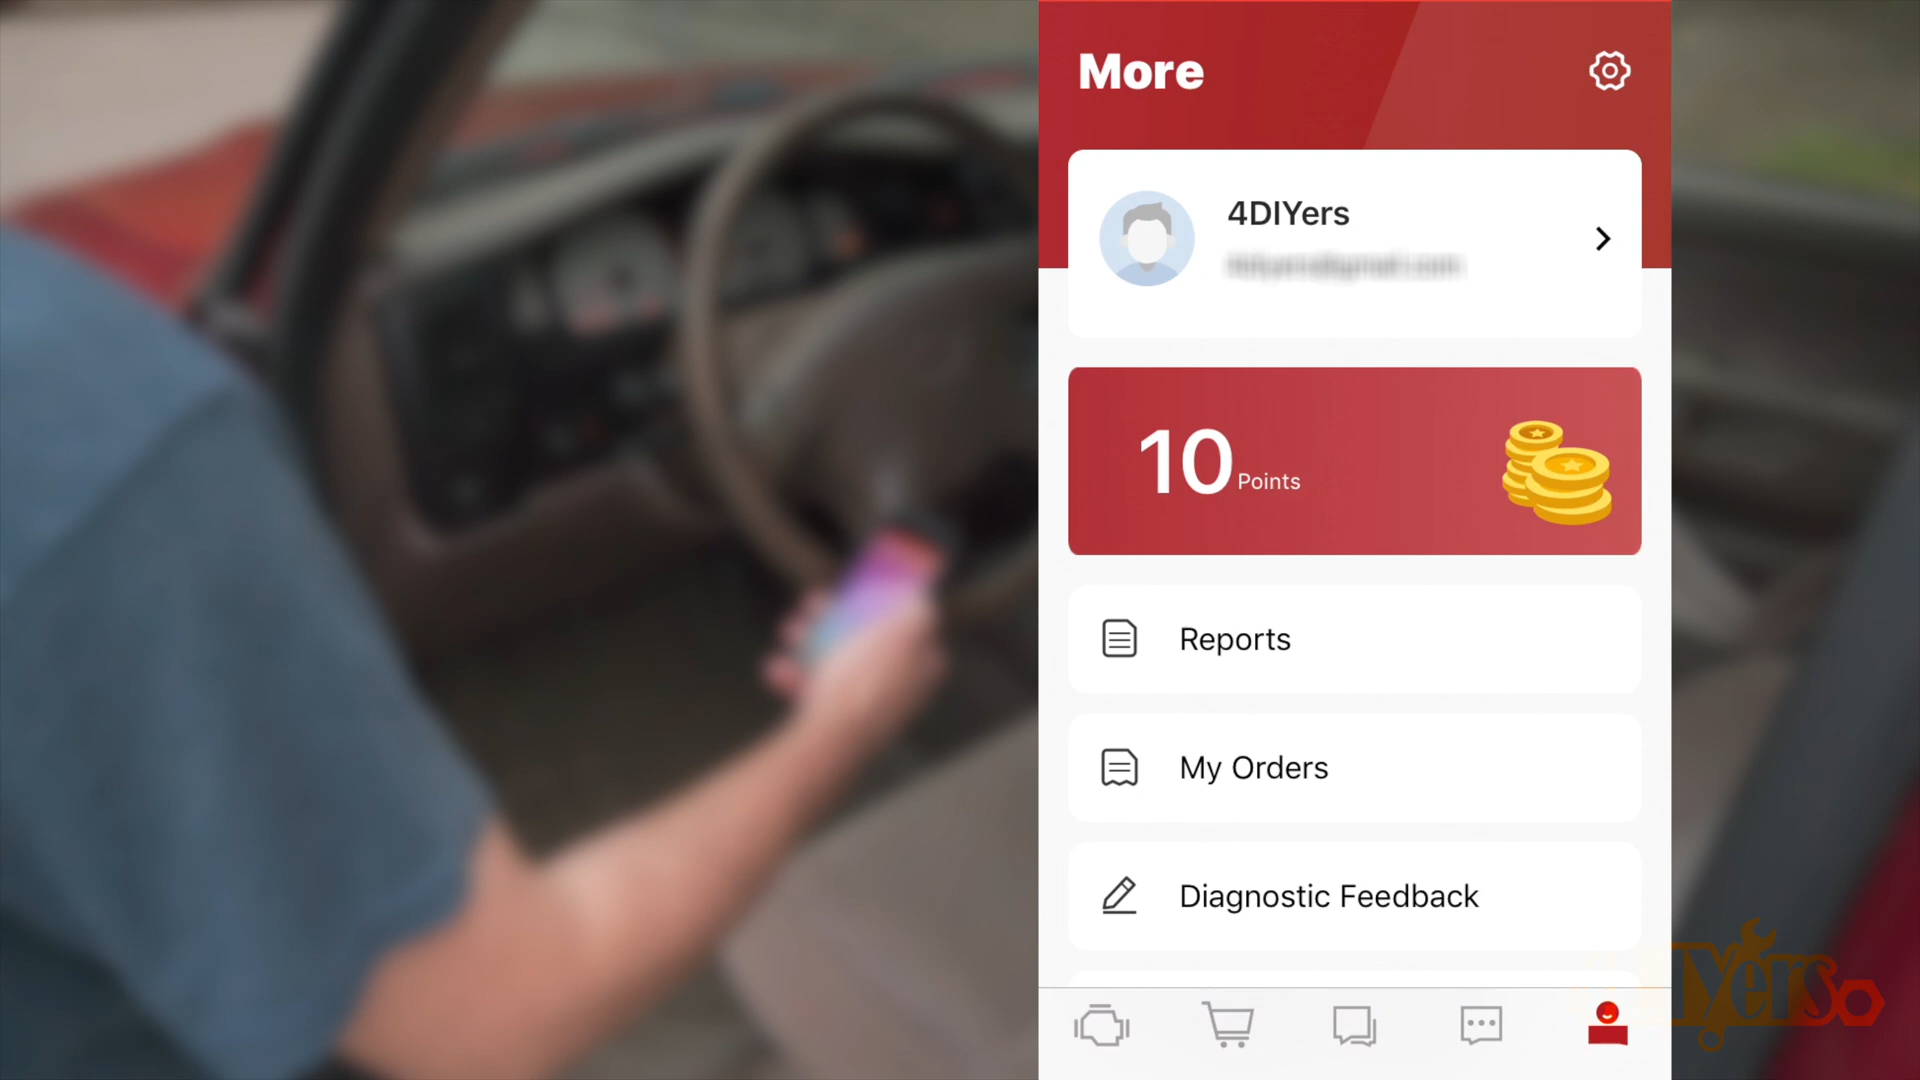 More
4DIYers
10 Points
Reports
My Orders
Diagnostic Feedback